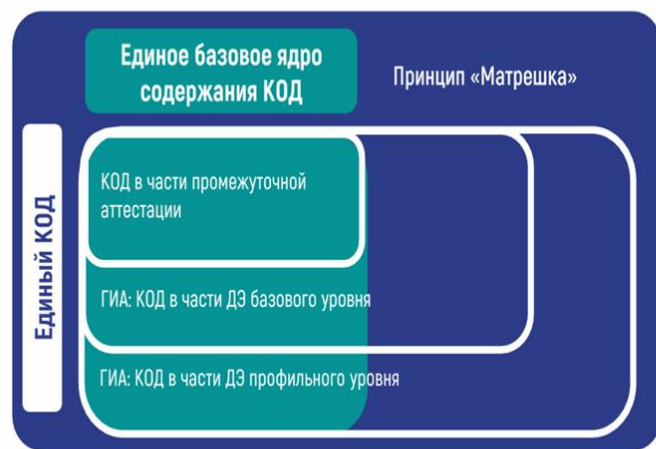 Единое базовое ядро
содержания КОД
Принцип «Матрешка»
Единый КОД
КОД в части промежуточной
аттестации
ГИА: КОД в части ДЭ базового уровня
ГИА: КОД в части ДЭ профильного уровня